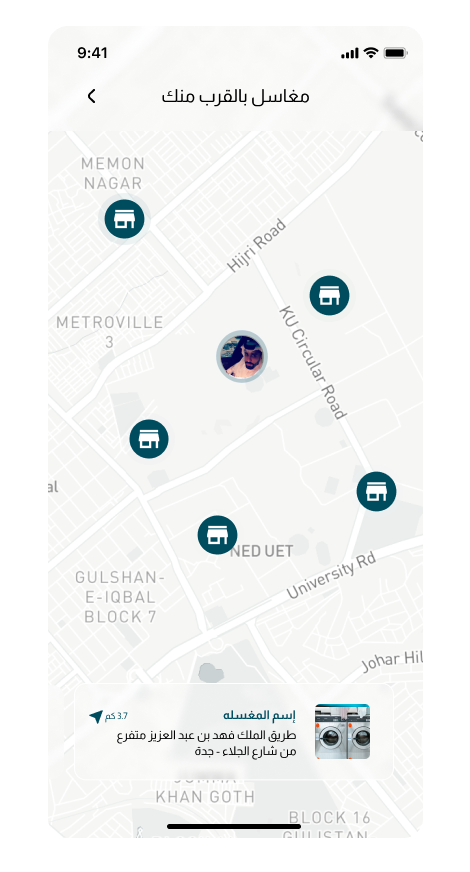 9:41
مغاسل بالقرب منك
MEMON
NAGAR
Hijri Road
METROVILLE
3
KU Circular Road
al
NED UET
University Rd
GULSHAN-
E-IQBAL
BLOCK 7
Johar Hil
إسم المغسله
3.7 كم
طريق الملك فهد بن عبد العزيز متفرع
من شارع الجلاء - جدة
KHAN GOTH
BLOCK 16
GULISTAN